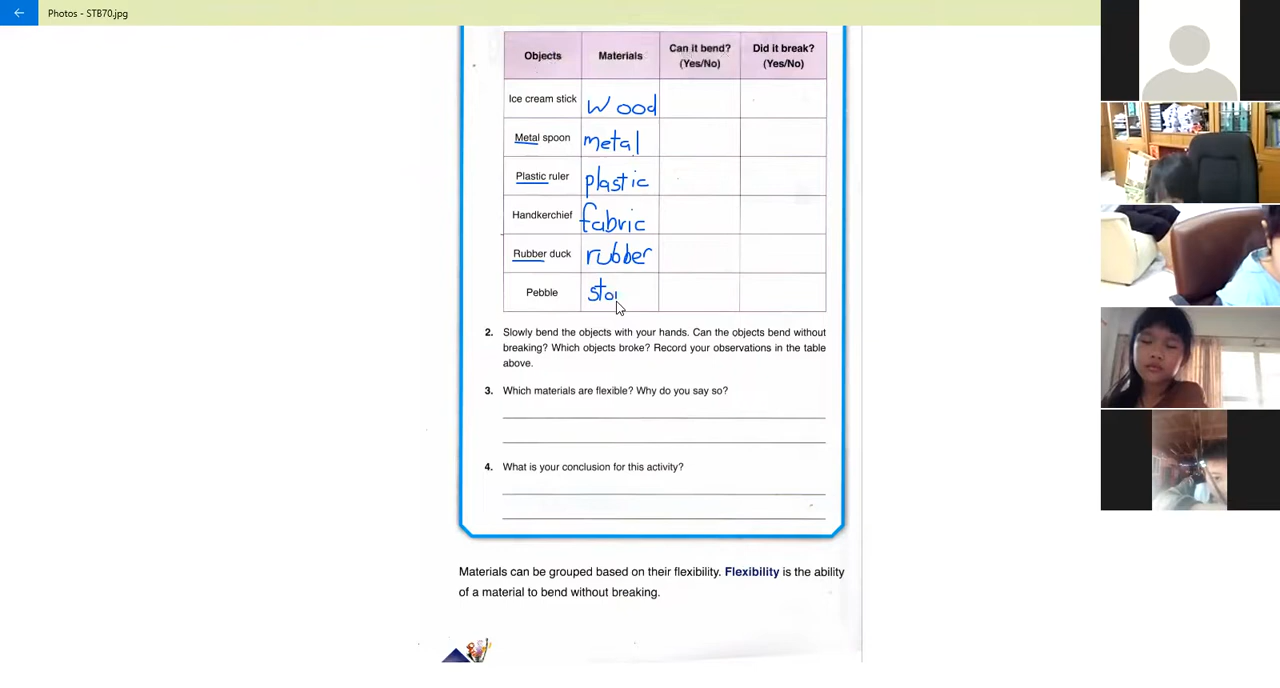 Photos - STB70.jpg
Objects Materials Can it bend? (Yes/No) Did it break? (Yes/No)
Ice cream stick wood
Metal spoon metal
Plastic ruler plastic
Handkerchief fabric
Rubber duck rubber
Pebble sto
2. Slowly bend the objects with your hands. Can the objects bend without
breaking? Which objects broke? Record your observations in the table
above.
3. Which materials are flexible? Why do you say so?
4. What is your conclusion for this activity?
Materials can be grouped based on their flexibility. Flexibility is the ability
of a material to bend without breaking.